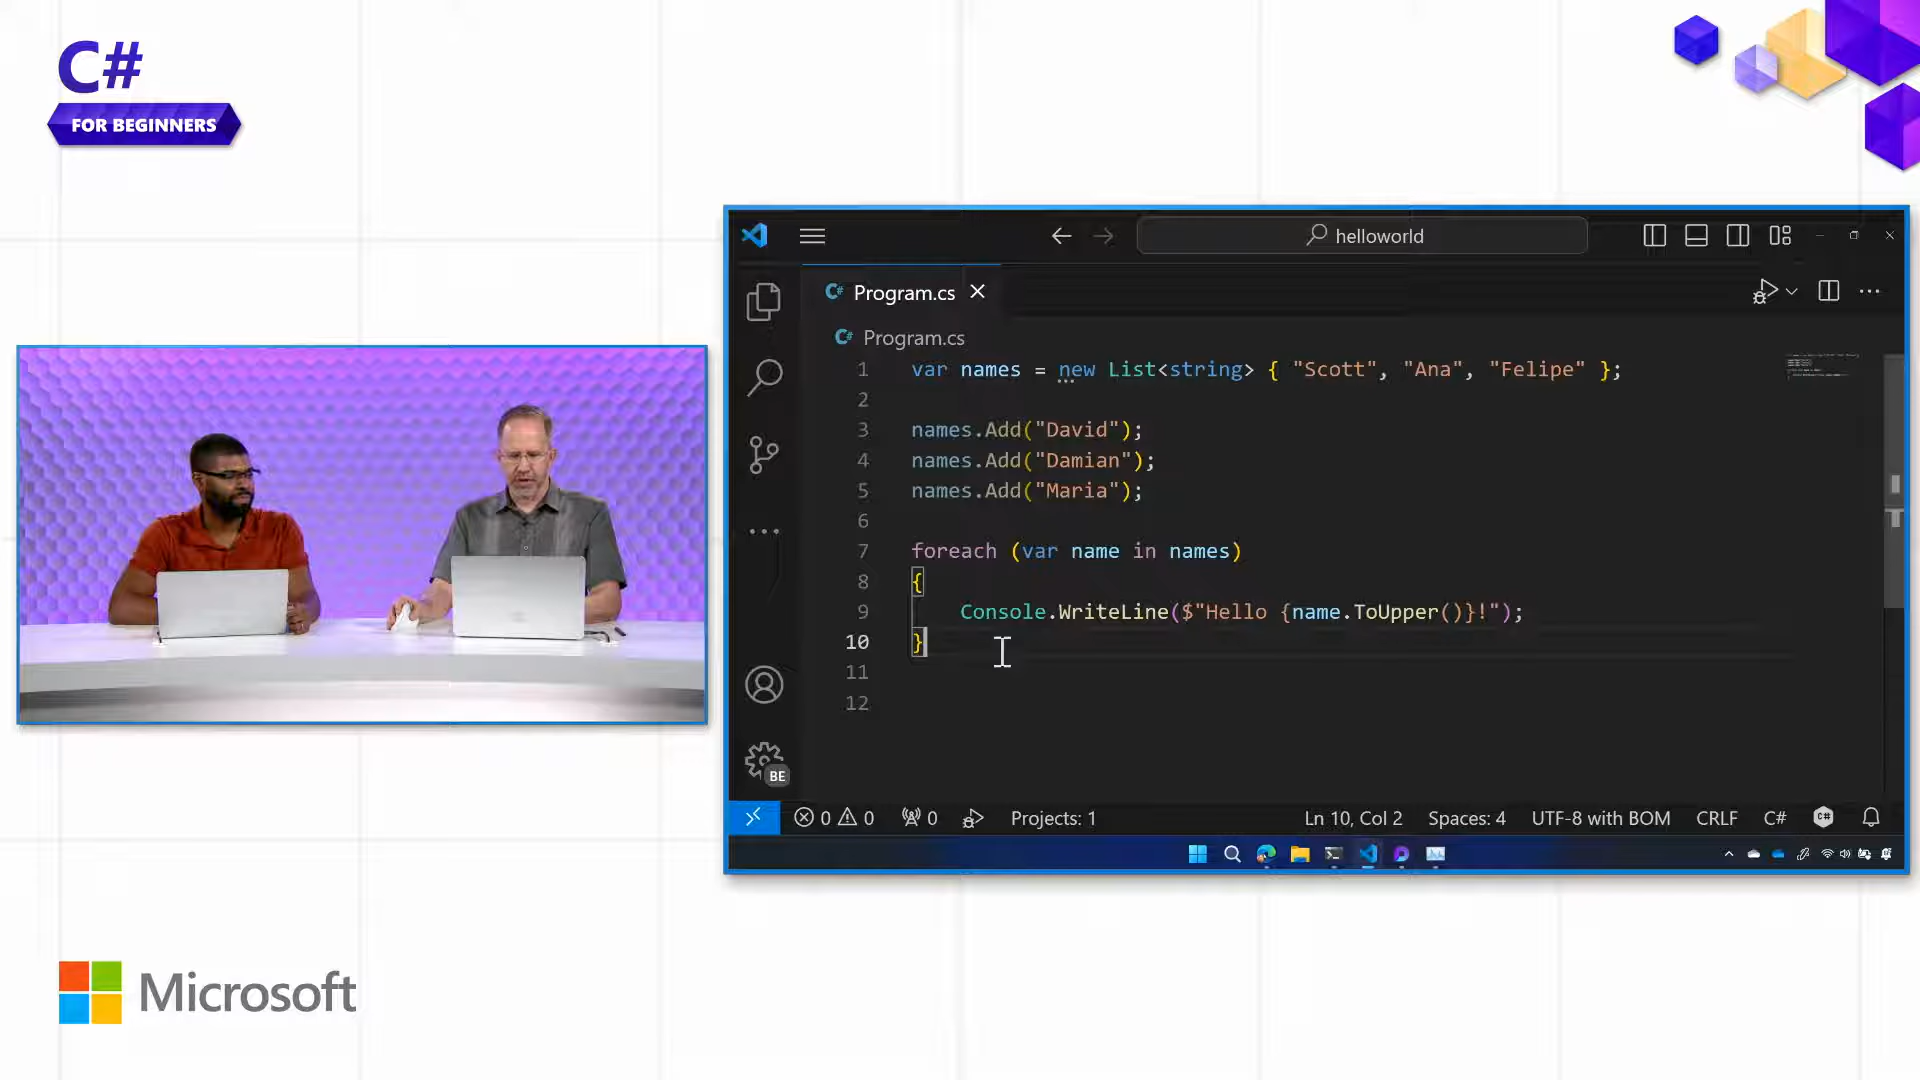 C#
FOR BEGINNERS
helloworld
Program.cs
Program.cs
1 var names = new List<string> { "Scott", "Ana", "Felipe" };
2
3 names.Add("David");
4 names.Add("Damian");
5 names.Add("Maria");
6
7 foreach (var name in names)
8 {
9     Console.WriteLine($"Hello {name.ToUpper()}!");
10 }
11
12
BE
0 0 0 Projects: 1 Ln 10, Col 2 Spaces: 4 UTF-8 with BOM CRLF C#
Microsoft